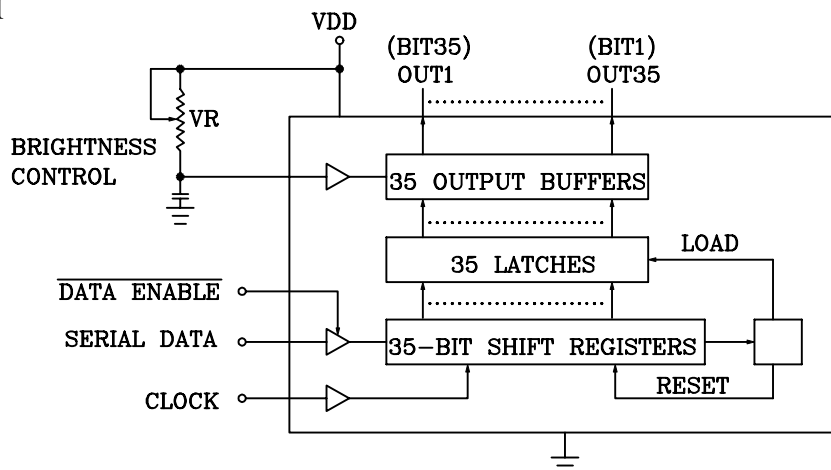 VDD
(BIT35)
OUT1
(BIT1)
OUT35
VR
BRIGHTNESS
CONTROL
35 OUTPUT BUFFERS
LOAD
35 LATCHES
DATA ENABLE
SERIAL DATA
35-BIT SHIFT REGISTERS
RESET
CLOCK